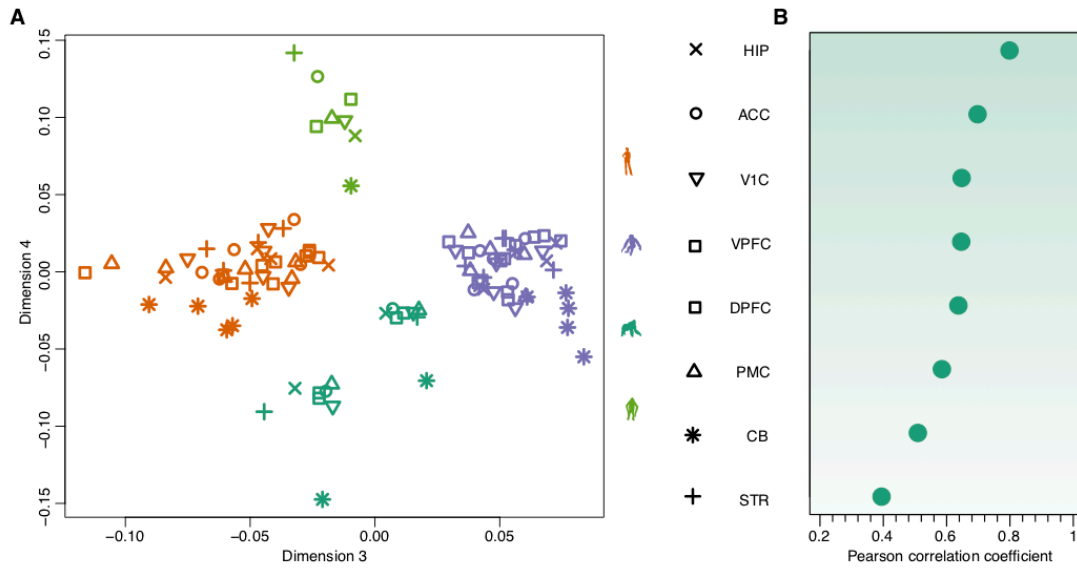 A
B
0.15
0.10
0.05
0.00
−0.05
−0.10
−0.15
Dimension 4
−0.10
−0.05
0.00
0.05
Dimension 3
HIP
ACC
V1C
VPFC
DPFC
PMC
CB
STR
0.2
0.4
0.6
0.8
1
Pearson correlation coefficient